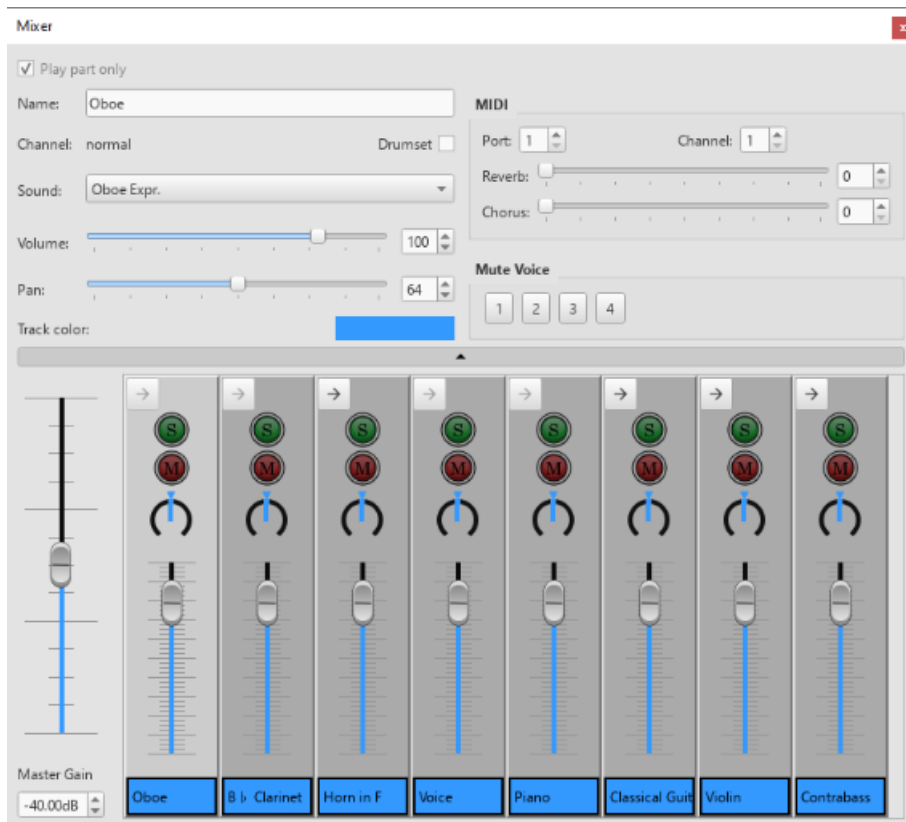 Mixer
x
Play part only
Name: Oboe
MIDI
Channel: normal Drumset
Port: 1 Channel: 1
Sound: Oboe Expr.
Reverb: 0
Chorus: 0
Volume: 100
Pan: 64
Mute Voice
1 2 3 4
Track color:
S S S S S S S S
M M M M M M M M
Master Gain
-40.00dB
Oboe B♭ Clarinet Horn in F Voice Piano Classical Guit Violin Contrabass